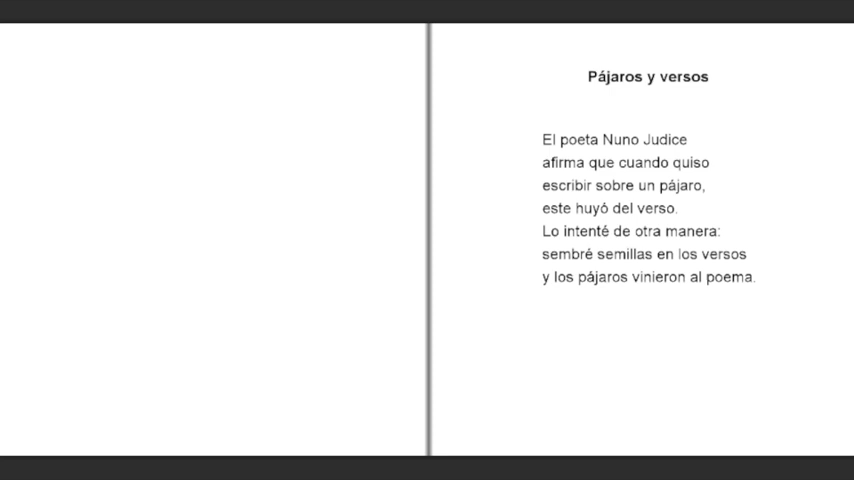 Pájaros y versos
El poeta Nuno Judice
afirma que cuando quiso
escribir sobre un pájaro,
este huyó del verso.
Lo intenté de otra manera:
sembré semillas en los versos
y los pájaros vinieron al poema.